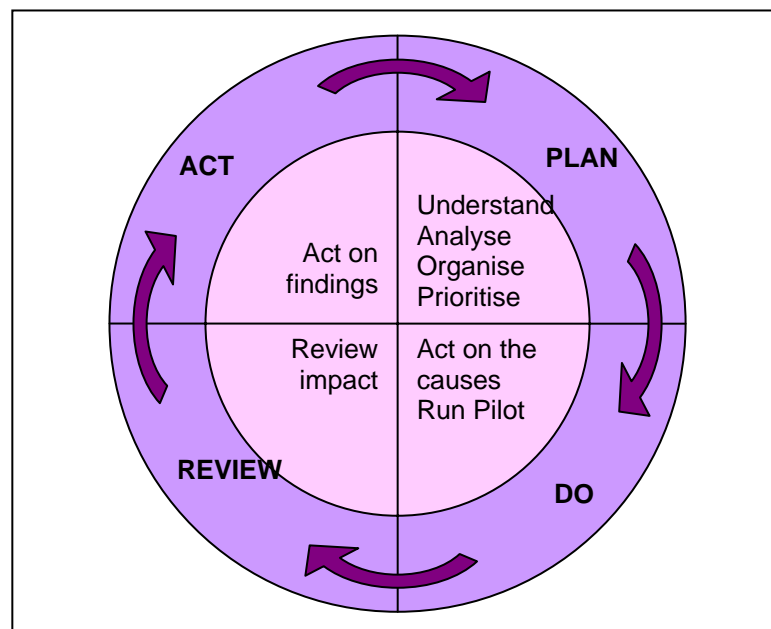 ACT
PLAN
Understand
Analyse
Organise
Prioritise
Act on
findings
Review
impact
Act on the
causes
Run Pilot
REVIEW
DO